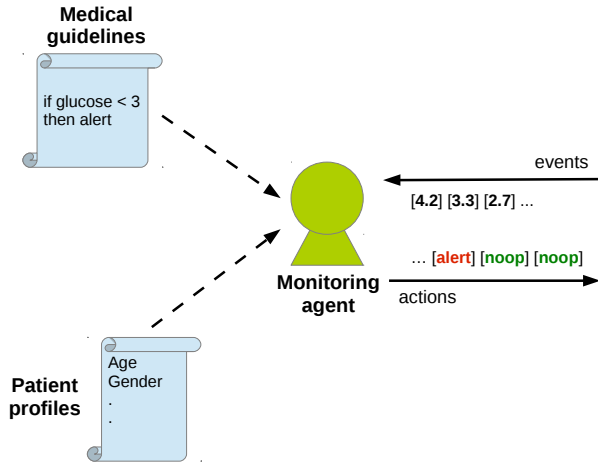 Medical
guidelines
if glucose < 3
then alert
events
[4.2] [3.3] [2.7] ...
... [alert] [noop] [noop]
actions
Monitoring
agent
Patient
profiles
Age
Gender
.
.